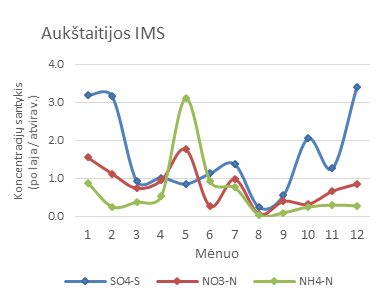 Aukštaitijos IMS
Koncentracjų santykis
(po laja/ atvirav.)
4.0
3.0
2.0
1.0
0.0
1 2 3 4 5 6 7 8 9 10 11 12
Mėnuo
SO4-S NO3-N NH4-N